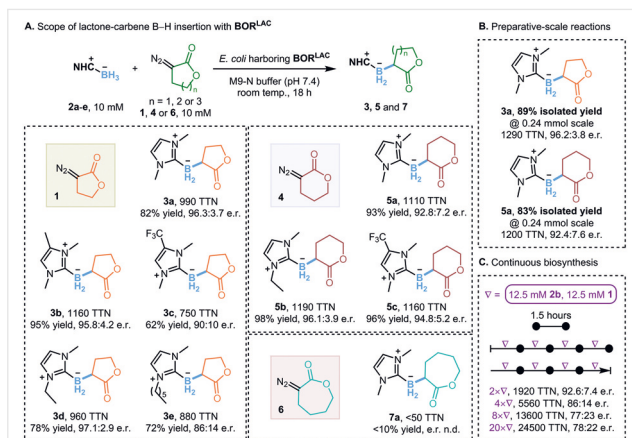 A. Scope of lactone-carbene B–H insertion with BOR^LAC
NHC
+
BH₃
−
+
N₂
O
O
n
2a-e, 10 mM
n = 1, 2 or 3
1, 4 or 6, 10 mM
E. coli harboring BOR^LAC
M9-N buffer (pH 7.4)
room temp., 18 h
NHC
B
H₂
O
O
n
3, 5 and 7
N₂
O
O
1
3a, 990 TTN
82% yield, 96.3:3.7 e.r.
3b, 1160 TTN
95% yield, 95.8:4.2 e.r.
F₃C
3c, 750 TTN
62% yield, 90:10 e.r.
3d, 960 TTN
78% yield, 97.1:2.9 e.r.
3e, 880 TTN
72% yield, 86:14 e.r.
N₂
O
O
4
5a, 1110 TTN
93% yield, 92.8:7.2 e.r.
5b, 1190 TTN
98% yield, 96.1:3.9 e.r.
F₃C
5c, 1160 TTN
96% yield, 94.8:5.2 e.r.
N₂
O
O
6
7a, <50 TTN
<10% yield, e.r. n.d.
B. Preparative-scale reactions
3a, 89% isolated yield
@ 0.24 mmol scale
1290 TTN, 96.2:3.8 e.r.
5a, 83% isolated yield
@ 0.24 mmol scale
1200 TTN, 92.4:7.6 e.r.
C. Continuous biosynthesis
∇ = 12.5 mM 2b, 12.5 mM 1
1.5 hours
∇ ∇ ∇ ∇
∇ ∇ ∇ ∇
2×∇, 1920 TTN, 92.6:7.4 e.r.
4×∇, 5560 TTN, 86:14 e.r.
8×∇, 13600 TTN, 77:23 e.r.
20×∇, 24500 TTN, 78:22 e.r.